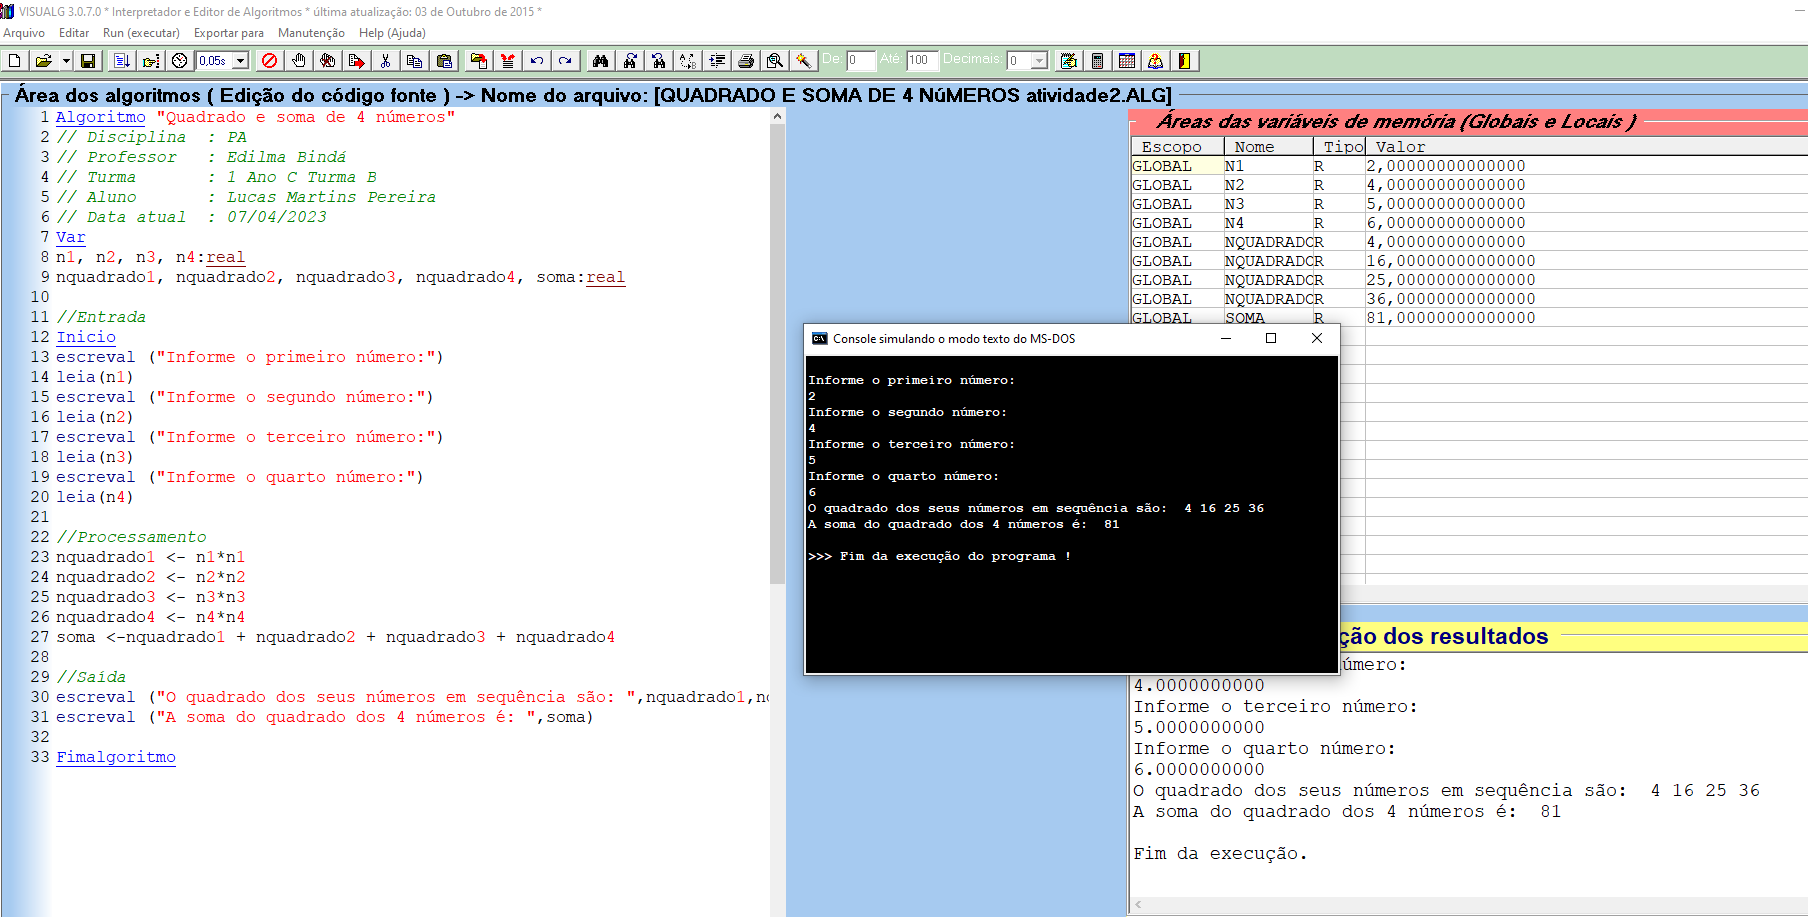 VISUALG 3.0.7.0 * Interpretador e Editor de Algoritmos * última atualização: 03 de Outubro de 2015 *
Arquivo Editar Run (executar) Exportar para Manutenção Help (Ajuda)
0,05s De: 0 Até: 100 Decimais: 0
Área dos algoritmos ( Edição do código fonte ) -> Nome do arquivo: [QUADRADO E SOMA DE 4 NúMEROS atividade2.ALG]
1 Algoritmo "Quadrado e soma de 4 números"
2 // Disciplina : PA
3 // Professor : Edilma Bindá
4 // Turma : 1 Ano C Turma B
5 // Aluno : Lucas Martins Pereira
6 // Data atual : 07/04/2023
7 Var
8 n1, n2, n3, n4:real
9 nquadrado1, nquadrado2, nquadrado3, nquadrado4, soma:real
10
11 //Entrada
12 Inicio
13 escreval ("Informe o primeiro número:")
14 leia(n1)
15 escreval ("Informe o segundo número:")
16 leia(n2)
17 escreval ("Informe o terceiro número:")
18 leia(n3)
19 escreval ("Informe o quarto número:")
20 leia(n4)
21
22 //Processamento
23 nquadrado1 <- n1*n1
24 nquadrado2 <- n2*n2
25 nquadrado3 <- n3*n3
26 nquadrado4 <- n4*n4
27 soma <-nquadrado1 + nquadrado2 + nquadrado3 + nquadrado4
28
29 //Saída
30 escreval ("O quadrado dos seus números em sequência são: ",nquadrado1,
31 escreval ("A soma do quadrado dos 4 números é: ",soma)
32
33 Fimalgoritmo
Áreas das variáveis de memória (Globais e Locais )
Escopo Nome Tipo Valor
GLOBAL N1 R 2,00000000000000
GLOBAL N2 R 4,00000000000000
GLOBAL N3 R 5,00000000000000
GLOBAL N4 R 6,00000000000000
GLOBAL NQUADRADO R 4,00000000000000
GLOBAL NQUADRADO R 16,00000000000000
GLOBAL NQUADRADO R 25,00000000000000
GLOBAL NQUADRADO R 36,00000000000000
GLOBAL SOMA R 81,00000000000000
Console simulando o modo texto do MS-DOS
Informe o primeiro número:
2
Informe o segundo número:
4
Informe o terceiro número:
5
Informe o quarto número:
6
O quadrado dos seus números em sequência são: 4 16 25 36
A soma do quadrado dos 4 números é: 81
>>> Fim da execução do programa !
ção dos resultados
úmero:
4.0000000000
Informe o terceiro número:
5.0000000000
Informe o quarto número:
6.0000000000
O quadrado dos seus números em sequência são: 4 16 25 36
A soma do quadrado dos 4 números é: 81
Fim da execução.